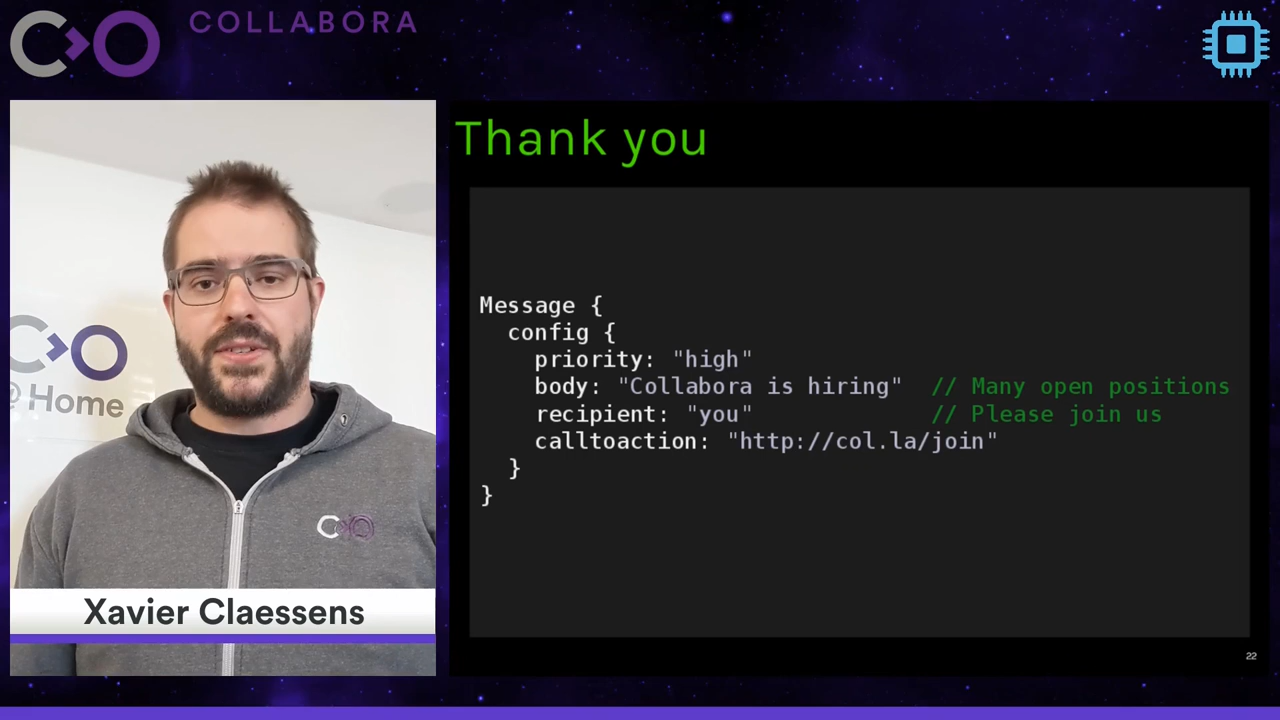 COLLABORA
@ Home
Xavier Claessens
Thank you
Message {
config {
priority: "high"
body: "Collabora is hiring" // Many open positions
recipient: "you" // Please join us
calltoaction: "http://col.la/join"
}
}
22